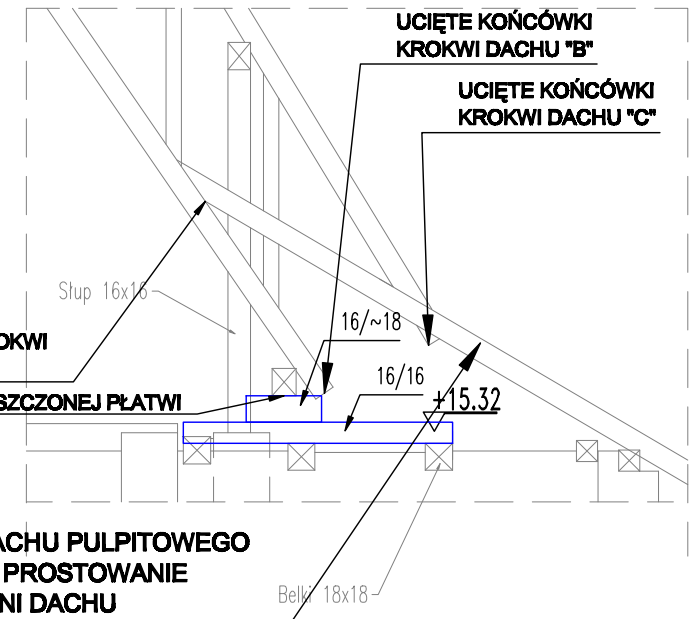 UCIĘTE KOŃCÓWKI
KROKWI DACHU "B"
UCIĘTE KOŃCÓWKI
KROKWI DACHU "C"
Słup 16x16
OKWI
16/~18
16/16
SZCZONEJ PŁATWI
+15.32
ACHU PULPITOWEGO
PROSTOWANIE
NI DACHU
Belki 18x18